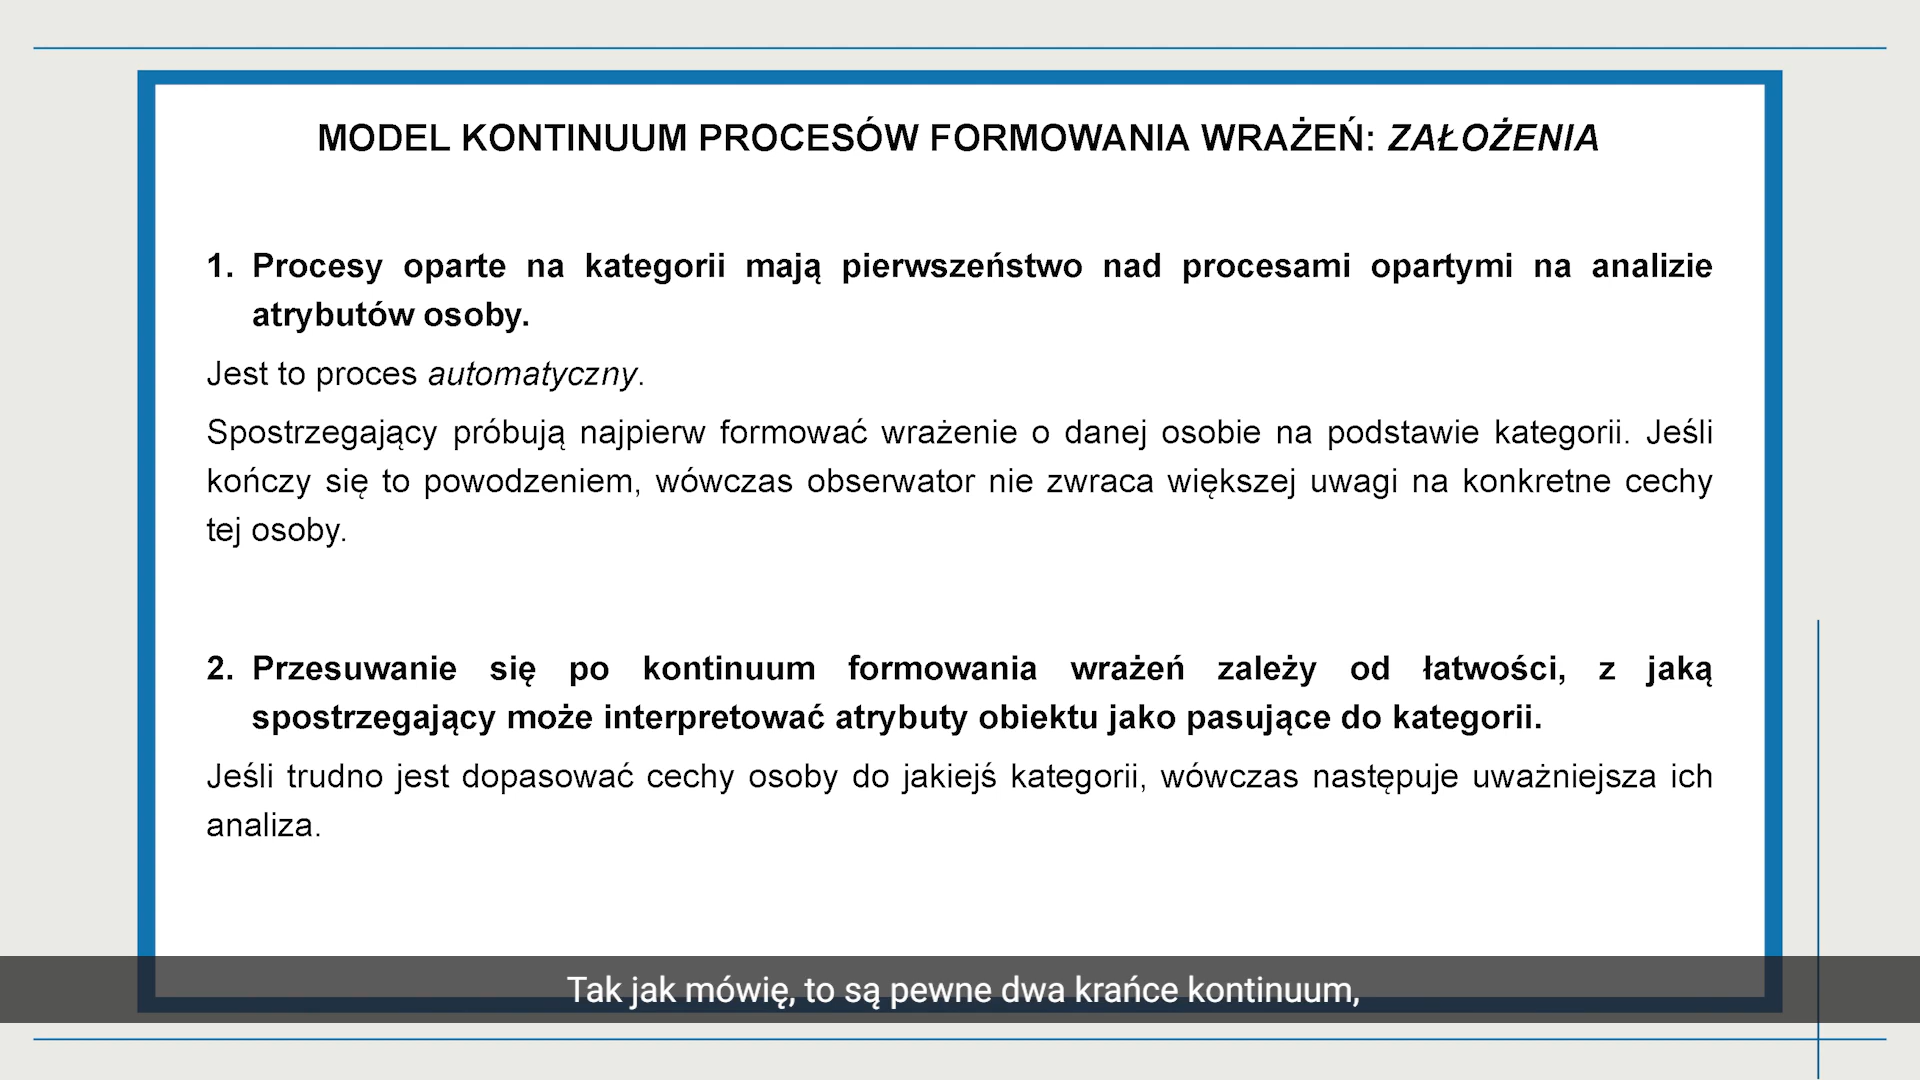 MODEL KONTINUUM PROCESÓW FORMOWANIA WRAŻEŃ: ZAŁOŻENIA
1. Procesy oparte na kategorii mają pierwszeństwo nad procesami opartymi na analizie
atrybutów osoby.
Jest to proces automatyczny.
Spostrzegający próbują najpierw formować wrażenie o danej osobie na podstawie kategorii. Jeśli
kończy się to powodzeniem, wówczas obserwator nie zwraca większej uwagi na konkretne cechy
tej osoby.
2. Przesuwanie się po kontinuum formowania wrażeń zależy od łatwości, z jaką
spostrzegający może interpretować atrybuty obiektu jako pasujące do kategorii.
Jeśli trudno jest dopasować cechy osoby do jakiejś kategorii, wówczas następuje uważniejsza ich
analiza.
Tak jak mówię, to są pewne dwa krańce kontinuum,